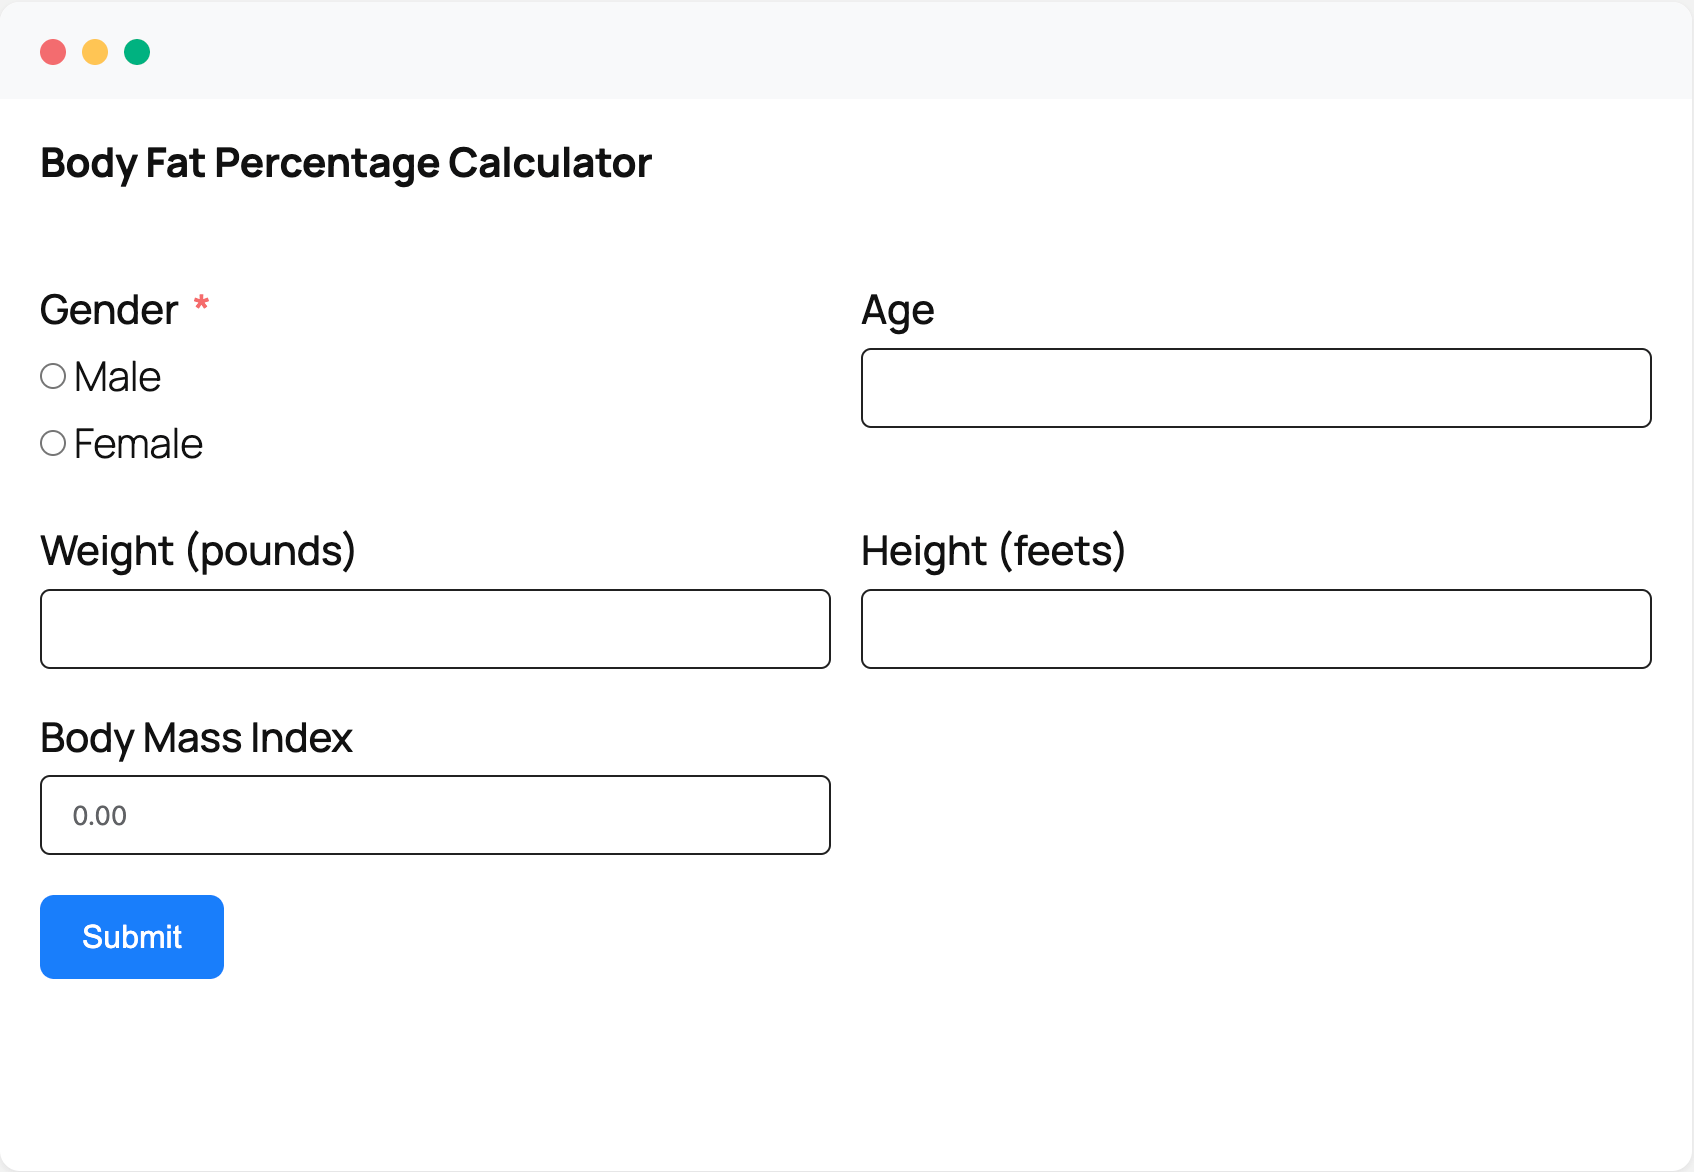 Body Fat Percentage Calculator
Gender *
Male
Female
Age
Weight (pounds)
Height (feets)
Body Mass Index
0.00
Submit